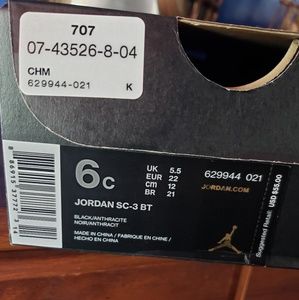 707
07-43526-8-04
CHM
629944-021 K
6C
UK 5.5
EUR 22
cm 12
BR 21
629944 021
JORDAN.COM
JORDAN SC-3 BT
BLACK/ANTHRACITE
NOIR/ANTHRACIT
MADE IN CHINA / FABRIQUE EN CHINE /
HECHO EN CHINA
Suggested Retail: USD $55.00